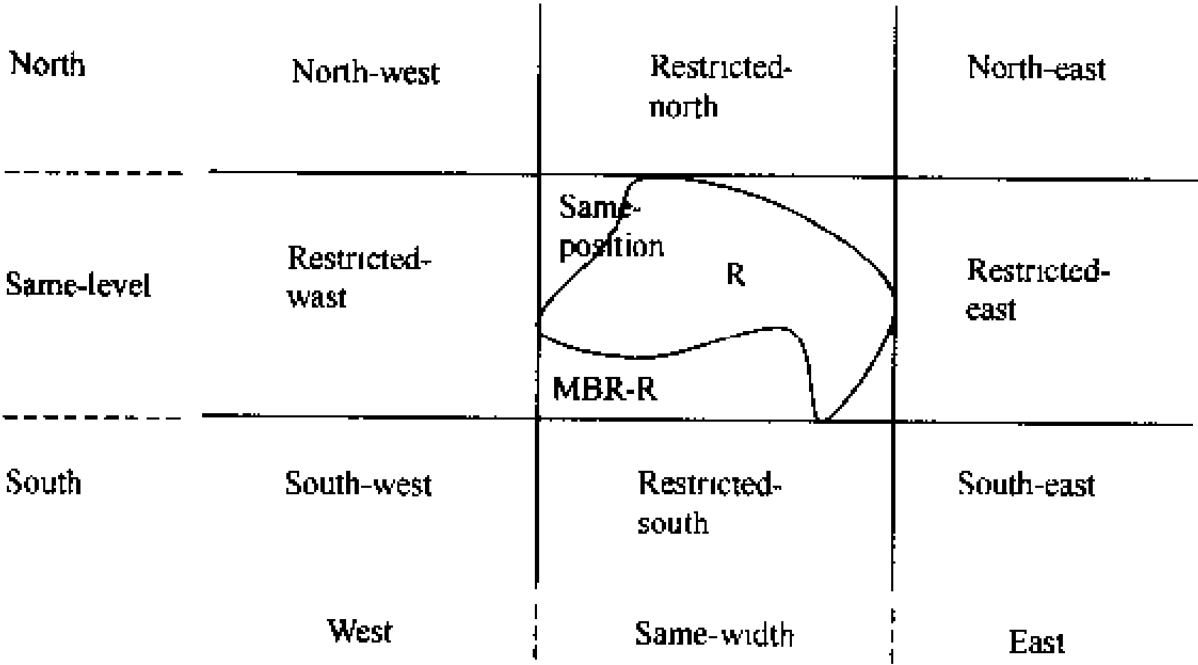 North
North-west
Restricted-
north
North-east
Same-
position
Same-level
Restricted-
wast
R
Restricted-
east
MBR-R
South
South-west
Restricted-
south
South-east
West
Same-width
East